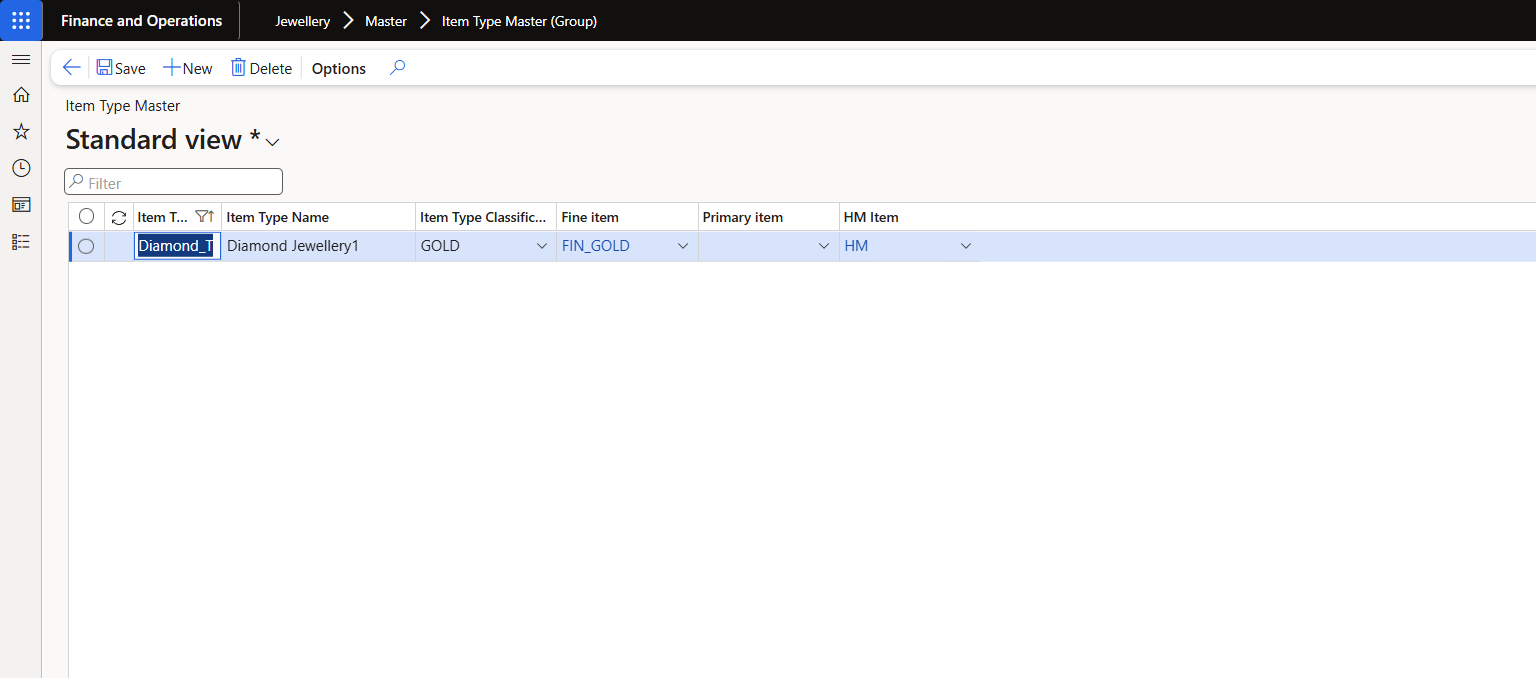 Finance and Operations Jewellery Master Item Type Master (Group)
Save New Delete Options
Item Type Master
Standard view *
Filter
Item T... Item Type Name Item Type Classific... Fine item Primary item HM Item
Diamond_T Diamond Jewellery1 GOLD FIN_GOLD HM